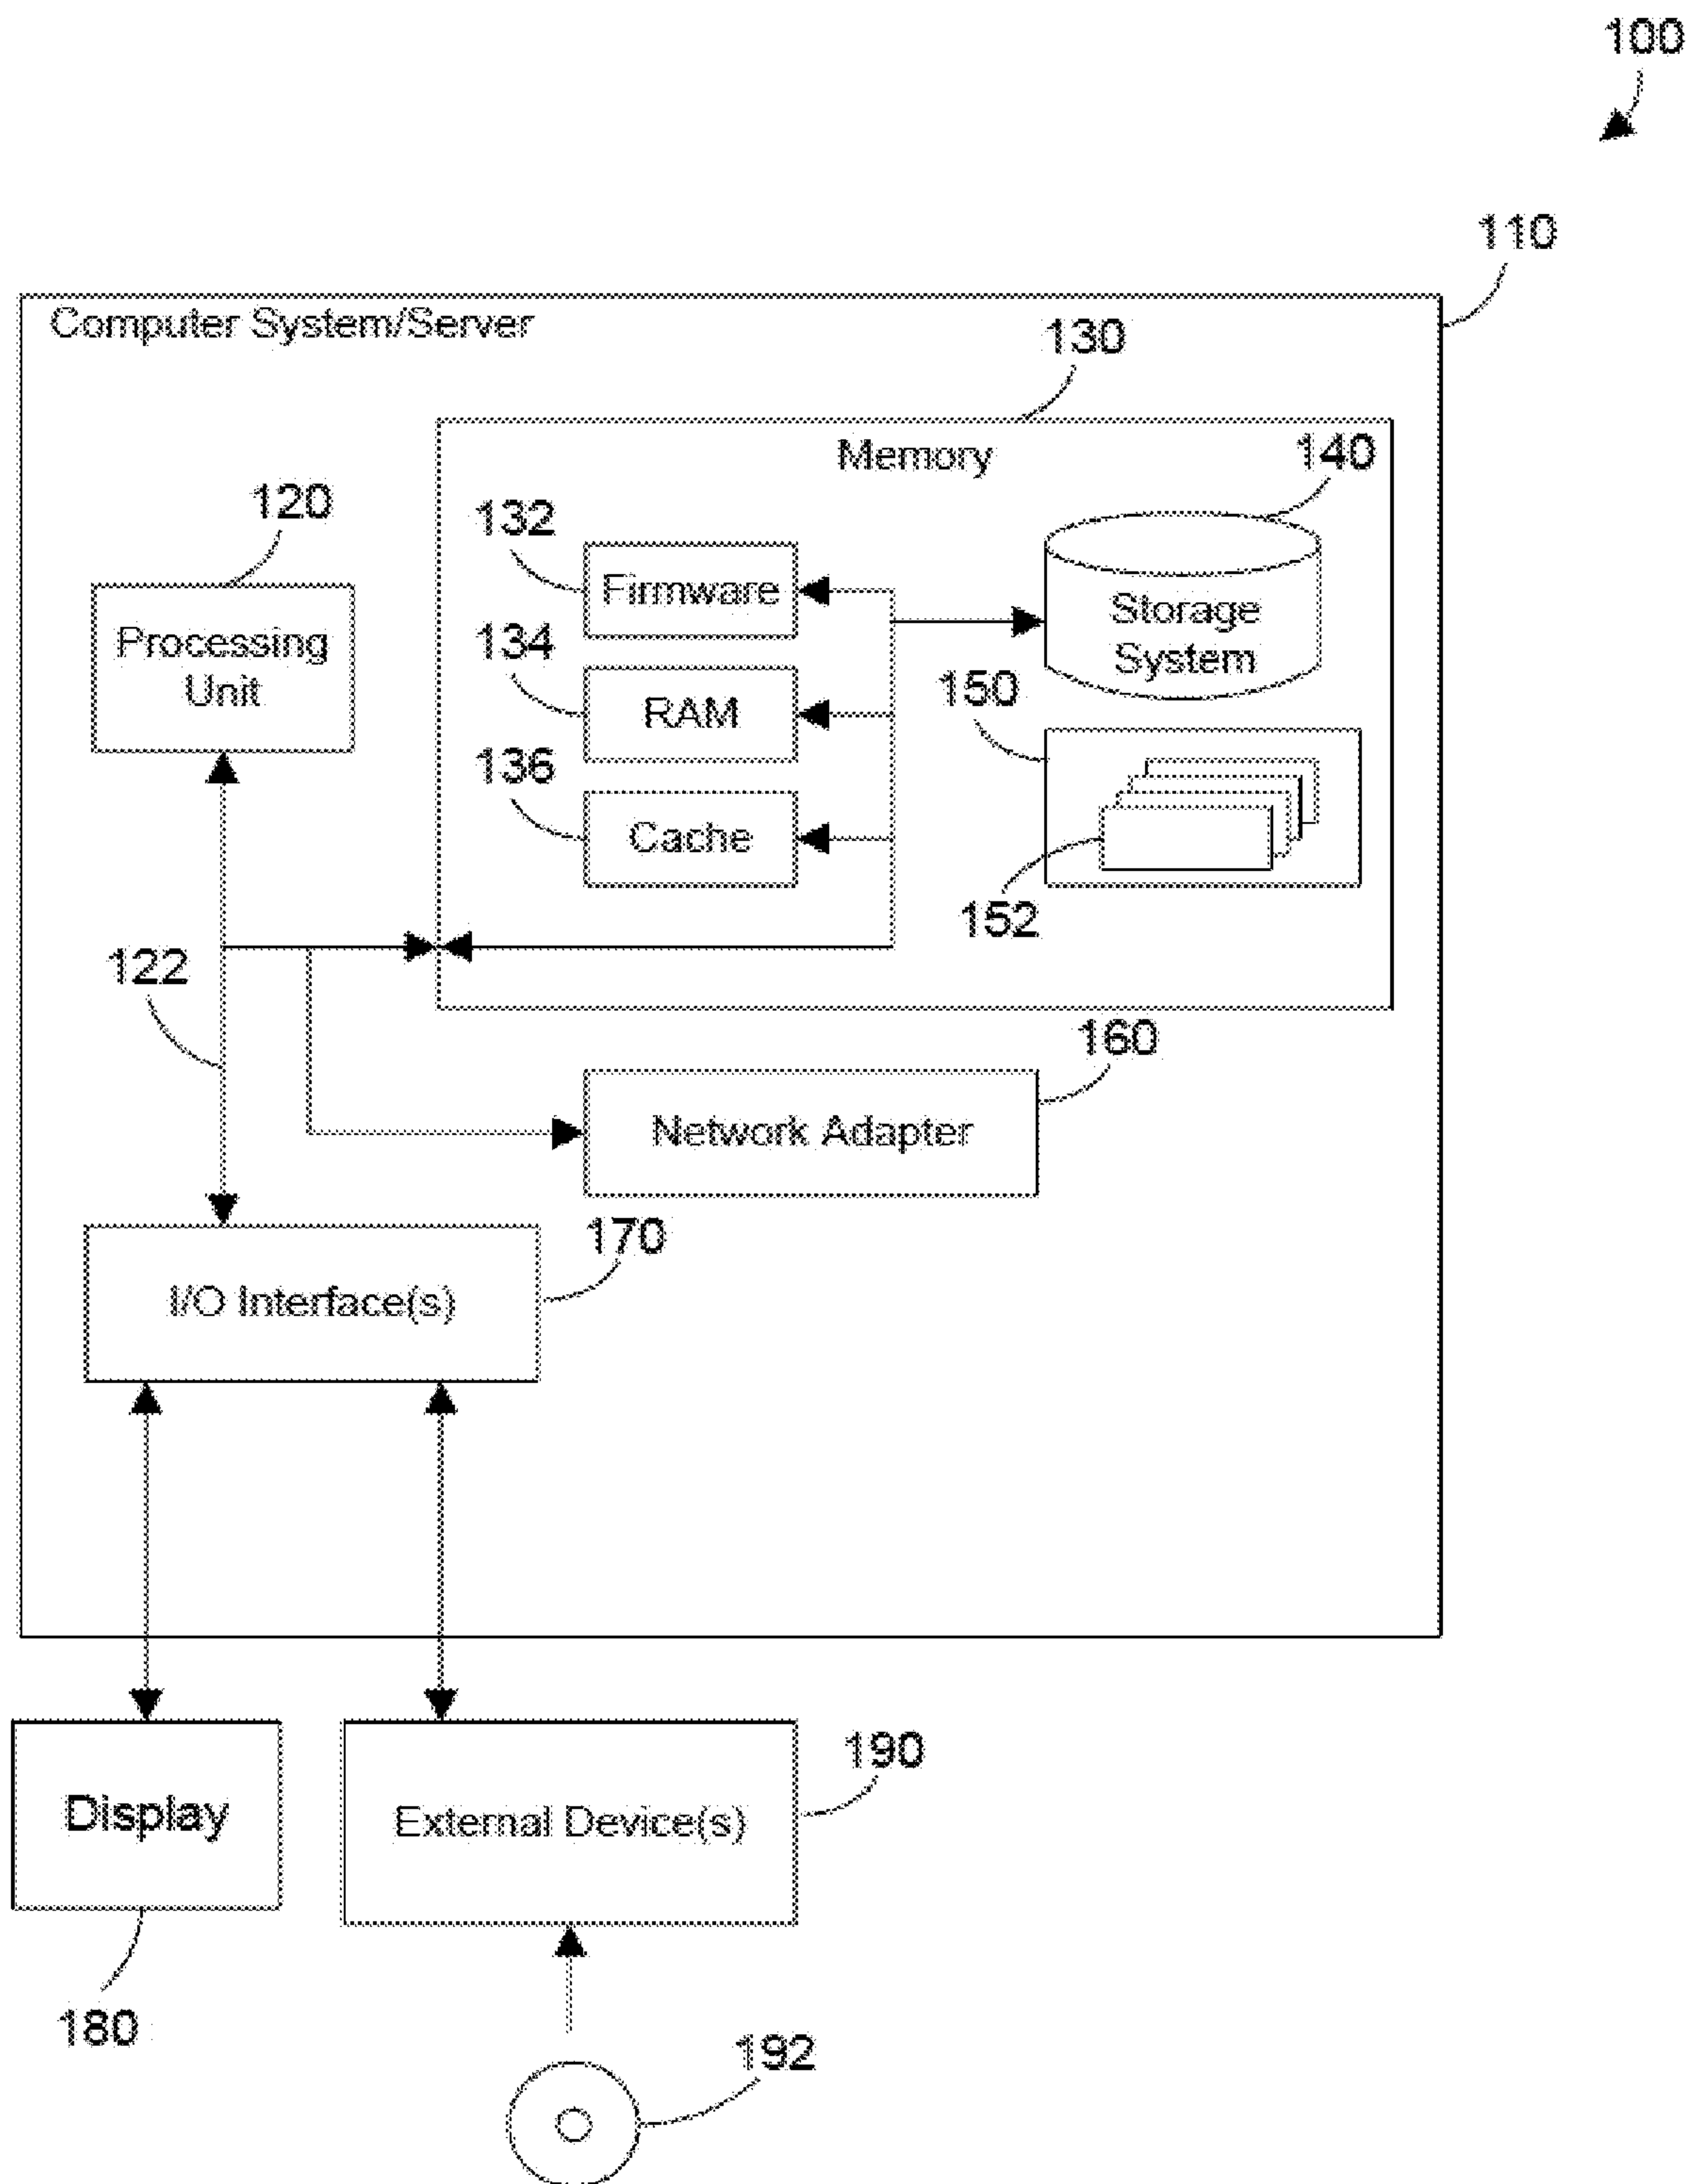 100
110
Computer System/Server
130
Memory
140
120
132
Firmware
Storage
System
Processing
Unit
134
RAM
150
136
Cache
152
122
160
Network Adapter
170
I/O Interface(s)
190
Display
External Device(s)
180
192